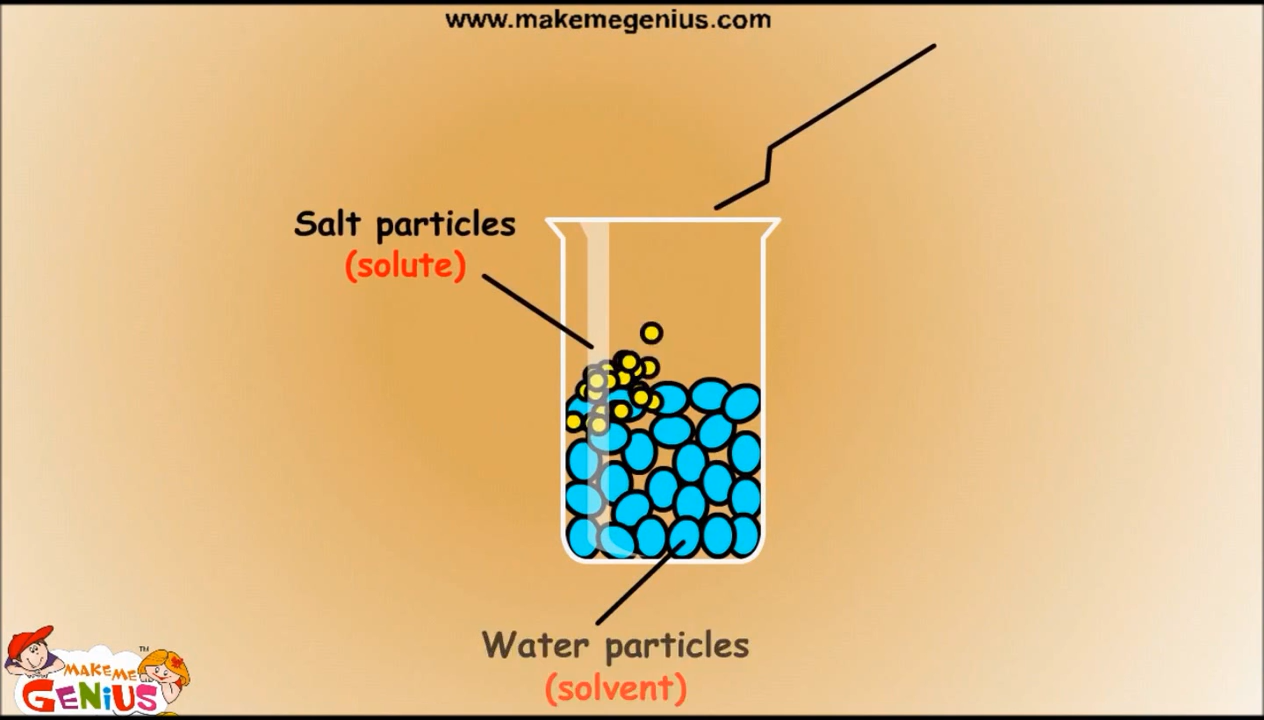 www.makemegenius.com
Salt particles
(solute)
Water particles
(solvent)
MAKE ME
GENiUS
TM